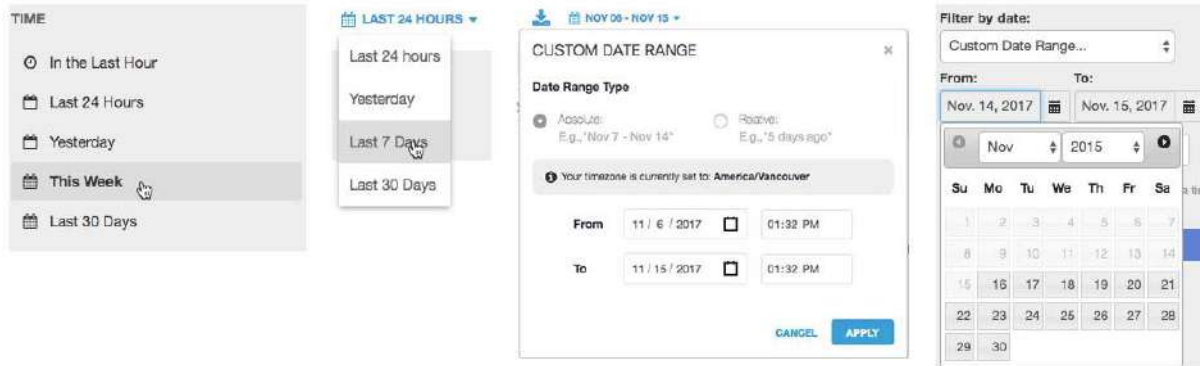 TIME
In the Last Hour
Last 24 Hours
Yesterday
This Week
Last 30 Days
LAST 24 HOURS
Last 24 hours
Yesterday
Last 7 Days
Last 30 Days
NOV 06 - NOV 15
CUSTOM DATE RANGE
Date Range Type
Absolute:
E.g., "Nov 7 - Nov 14"
Relative:
E.g., "5 days ago"
Your timezone is currently set to: America/Vancouver
From 11 / 6 / 2017 01:32 PM
To 11 / 15 / 2017 01:32 PM
CANCEL APPLY
Filter by date:
Custom Date Range...
From: To:
Nov. 14, 2017 Nov. 15, 2017
Nov 2015
Su Mo Tu We Th Fr Sa
1 2 3 4 5 6 7
8 9 10 11 12 13 14
15 16 17 18 19 20 21
22 23 24 25 26 27 28
29 30